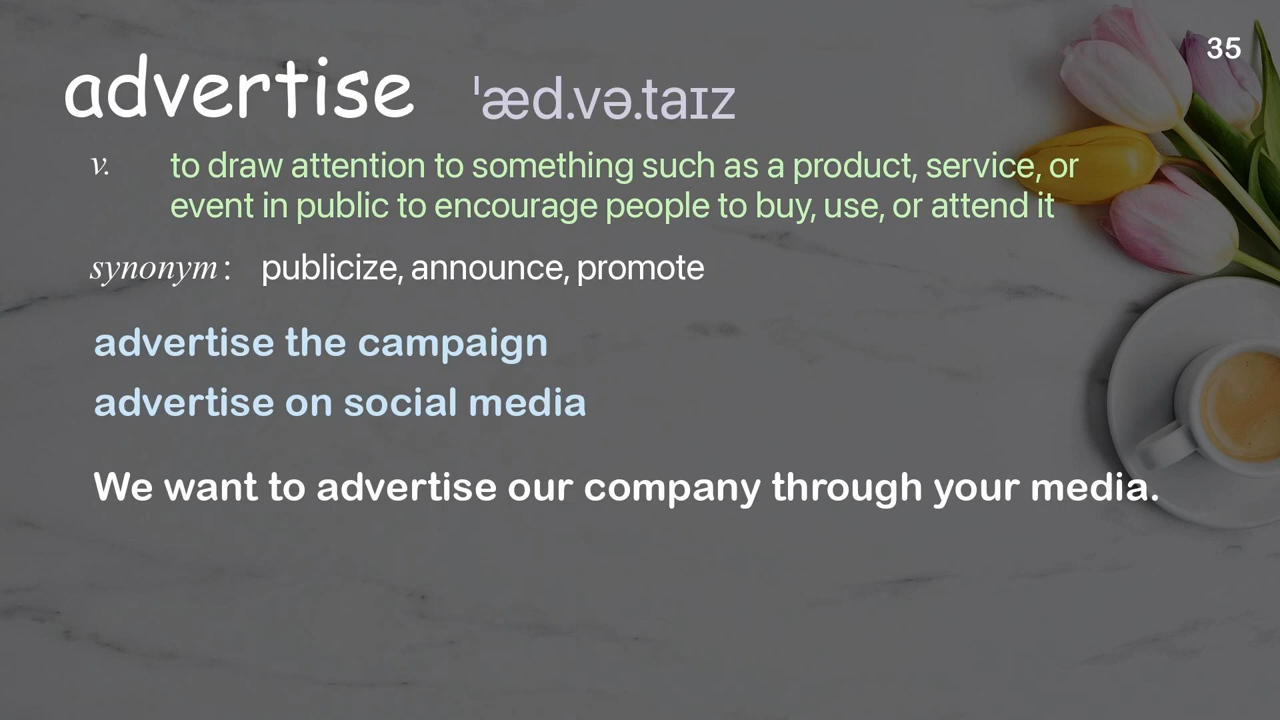 35
advertise ˈæd.və.taɪz
v. to draw attention to something such as a product, service, or
event in public to encourage people to buy, use, or attend it
synonym : publicize, announce, promote
advertise the campaign
advertise on social media
We want to advertise our company through your media.